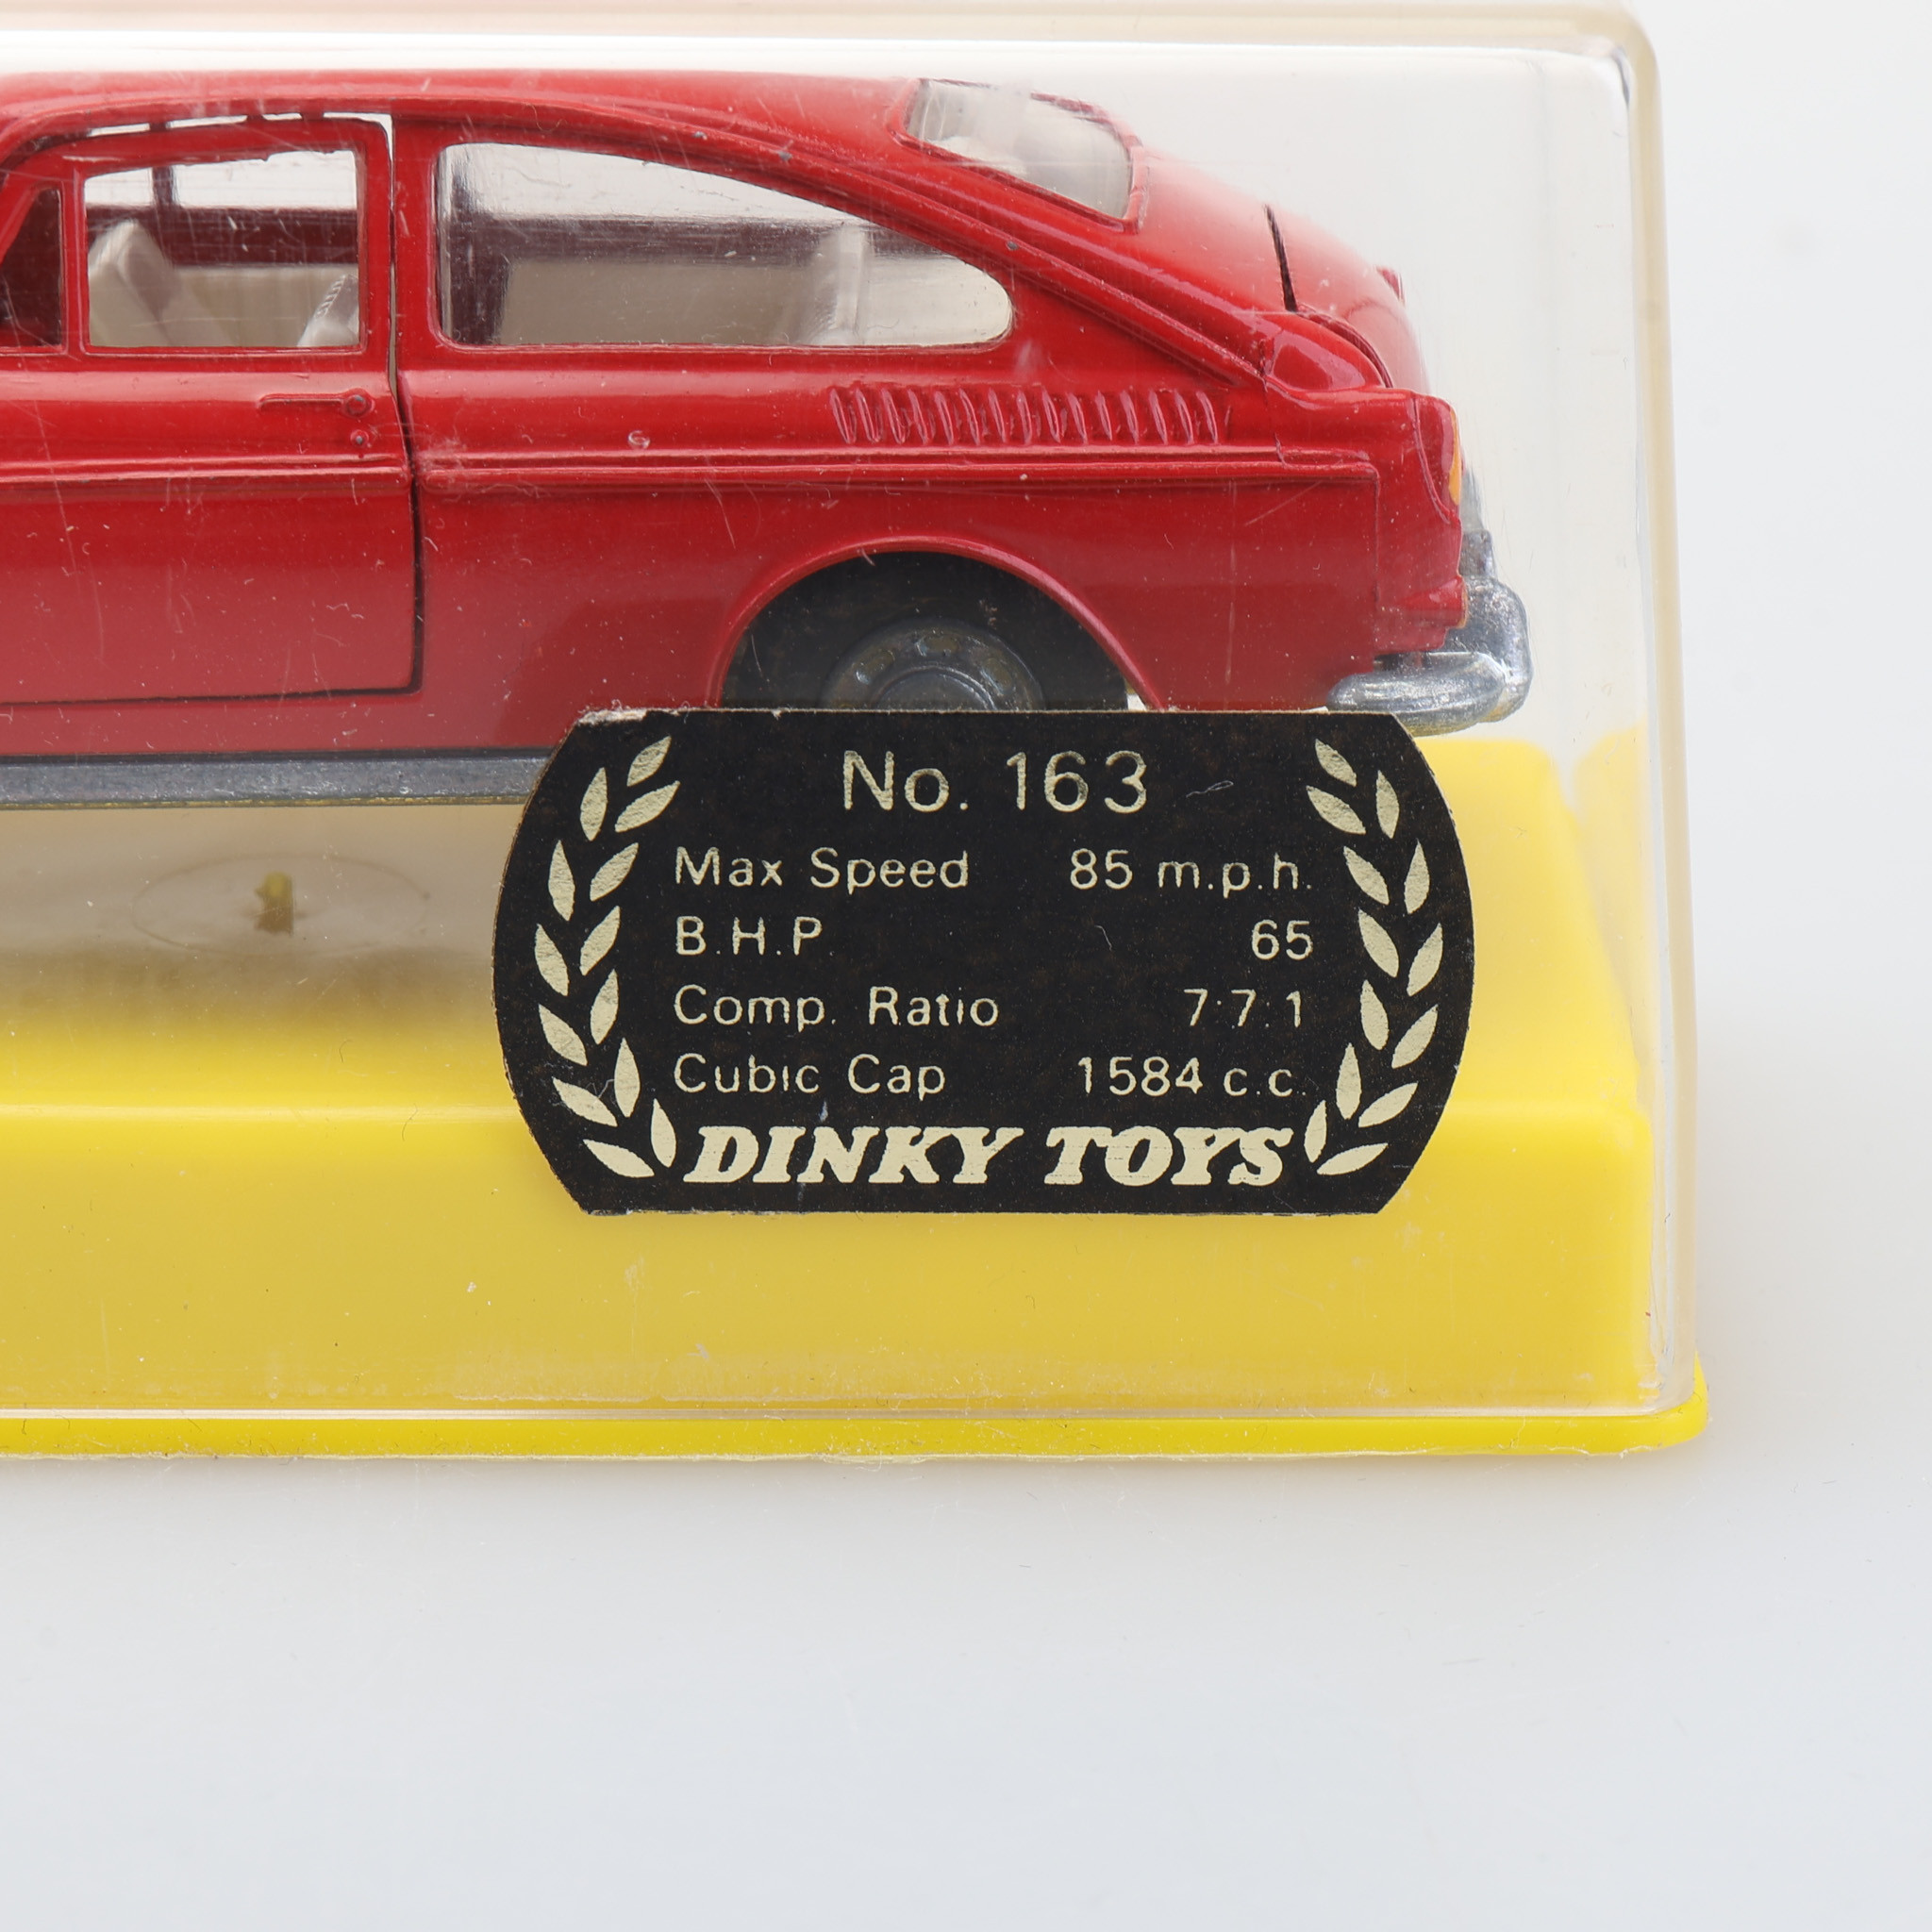 No. 163
Max Speed 85 m.p.h.
B.H.P. 65
Comp. Ratio 7·7:1
Cubic Cap 1584 c.c.
DINKY TOYS